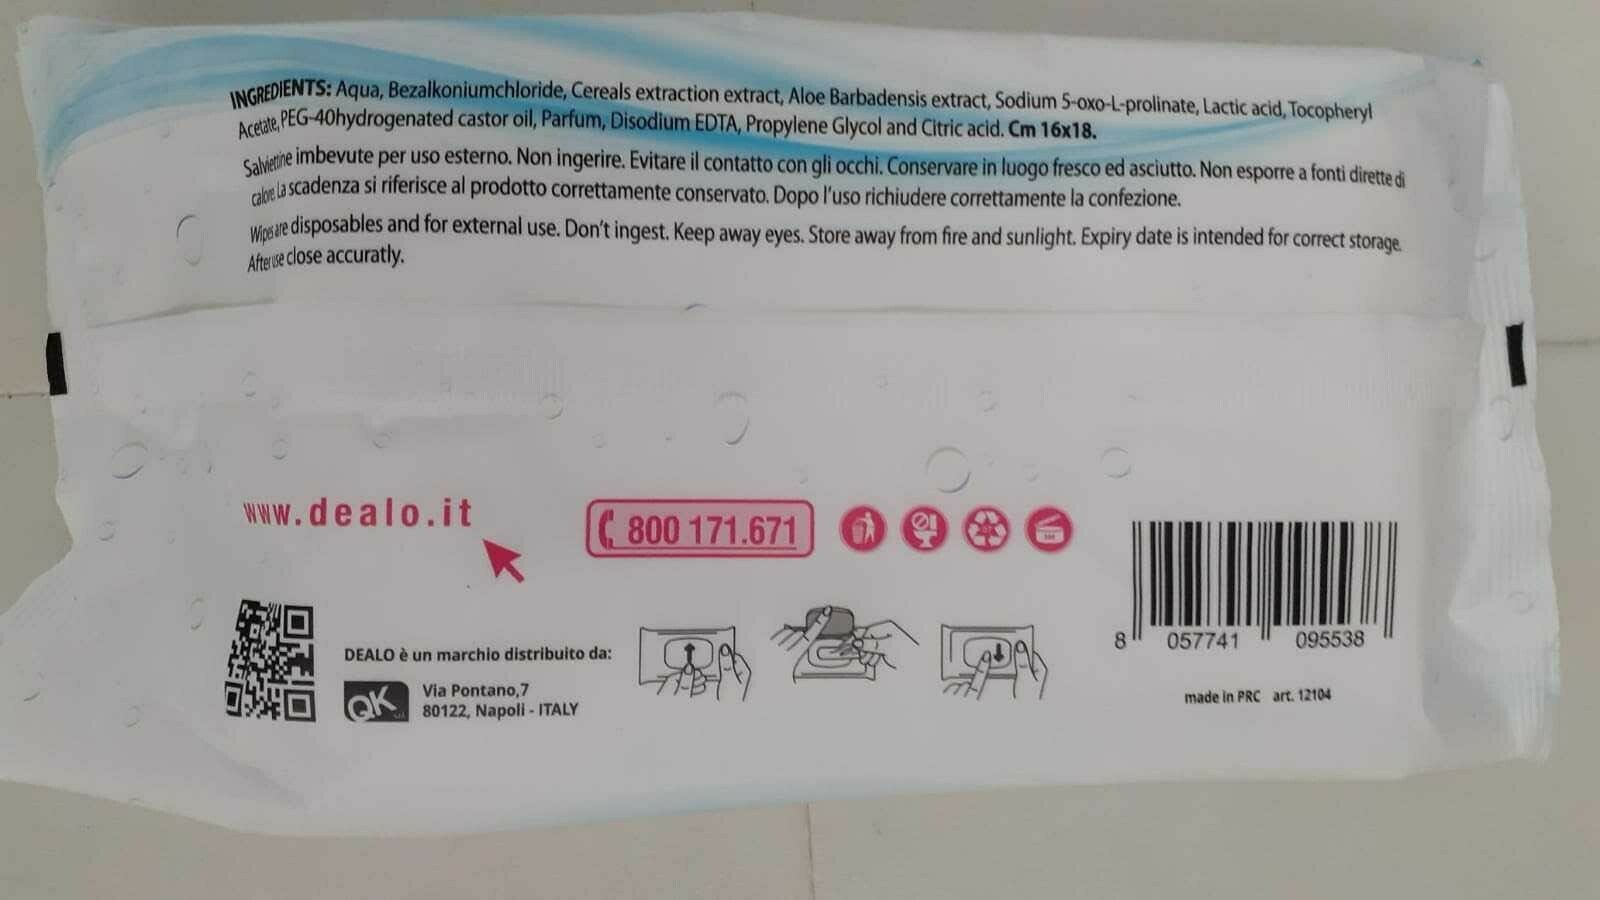 INGREDIENTS: Aqua, Bezalkoniumchloride, Cereals extraction extract, Aloe Barbadensis extract, Sodium 5-oxo-L-prolinate, Lactic acid, Tocopheryl
Acetate, PEG-40hydrogenated castor oil, Parfum, Disodium EDTA, Propylene Glycol and Citric acid. Cm 16x18.
Salviettine imbevute per uso esterno. Non ingerire. Evitare il contatto con gli occhi. Conservare in luogo fresco ed asciutto. Non esporre a fonti dirette di
calore. La scadenza si riferisce al prodotto correttamente conservato. Dopo l'uso richiudere correttamente la confezione.
Wipes are disposables and for external use. Don't ingest. Keep away eyes. Store away from fire and sunlight. Expiry date is intended for correct storage.
After use close accuratly.
www.dealo.it
800 171.671
DEALO è un marchio distribuito da:
QK
Via Pontano,7
80122, Napoli - ITALY
8 057741 095538
made in PRC art. 12104